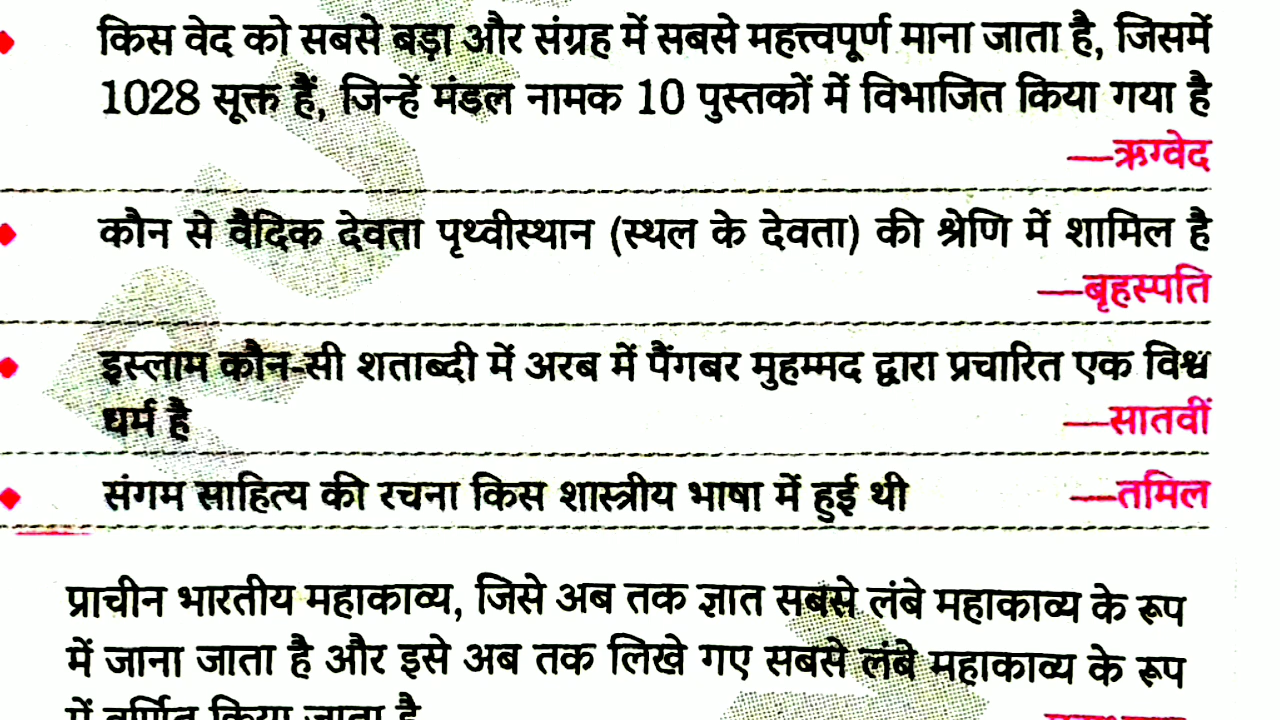 किस वेद को सबसे बड़ा और संग्रह में सबसे महत्त्वपूर्ण माना जाता है, जिसमें
1028 सूक्त हैं, जिन्हें मंडल नामक 10 पुस्तकों में विभाजित किया गया है
—ऋग्वेद
कौन से वैदिक देवता पृथ्वीस्थान (स्थल के देवता) की श्रेणि में शामिल है
—बृहस्पति
इस्लाम कौन-सी शताब्दी में अरब में पैंगबर मुहम्मद द्वारा प्रचारित एक विश्व
धर्म है —सातवीं
संगम साहित्य की रचना किस शास्त्रीय भाषा में हुई थी —तमिल
प्राचीन भारतीय महाकाव्य, जिसे अब तक ज्ञात सबसे लंबे महाकाव्य के रूप
में जाना जाता है और इसे अब तक लिखे गए सबसे लंबे महाकाव्य के रूप
में वर्णित किया जाता है